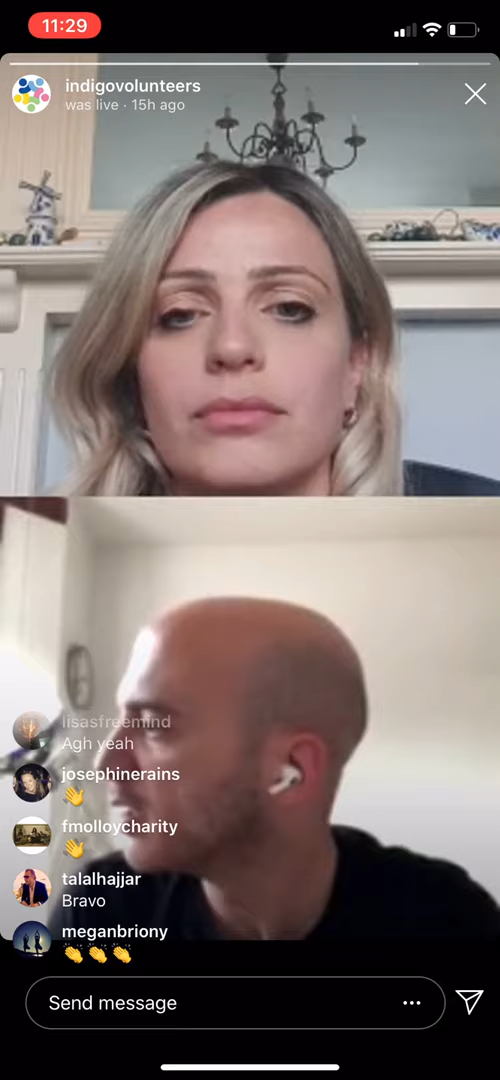 11:29
indigovolunteers
was live · 15h ago
lisasfreemind
Agh yeah
josephinerains
👋
fmolloycharity
👋
talalhajjar
Bravo
meganbriony
👏👏👏
Send message